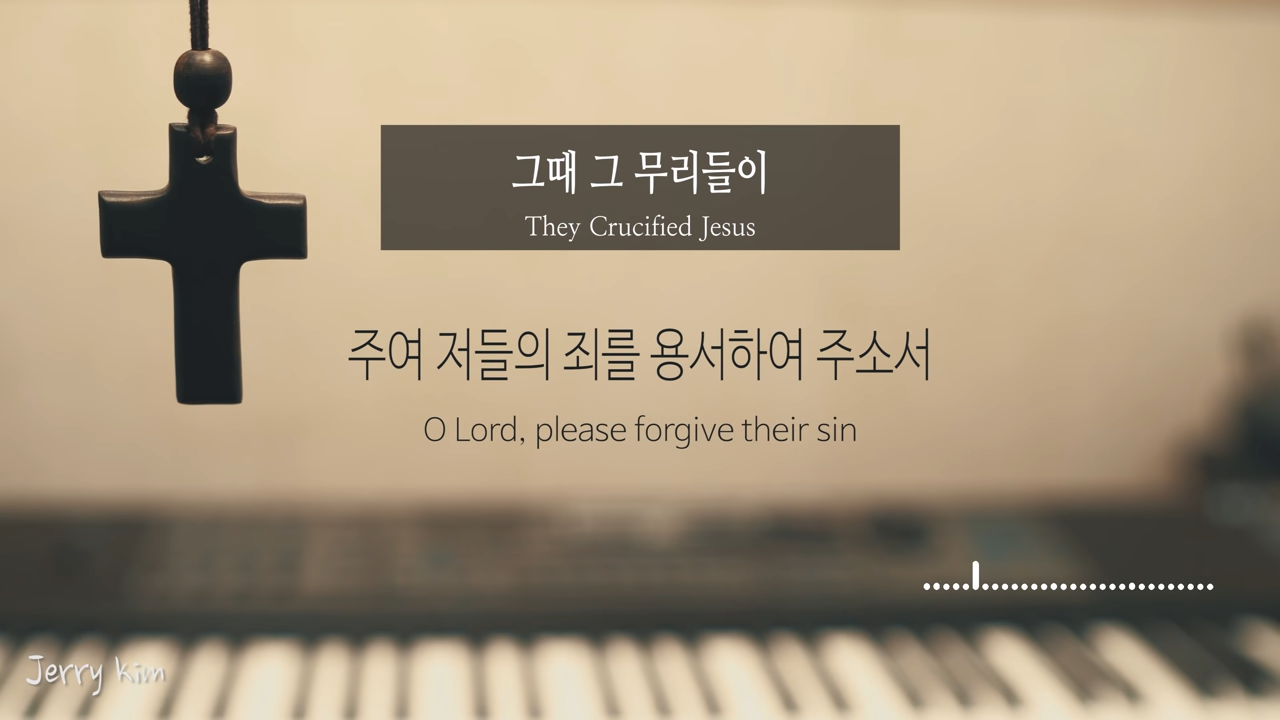 그때 그 무리들이
They Crucified Jesus
주여 저들의 죄를 용서하여 주소서
O Lord, please forgive their sin
Jerry Kim